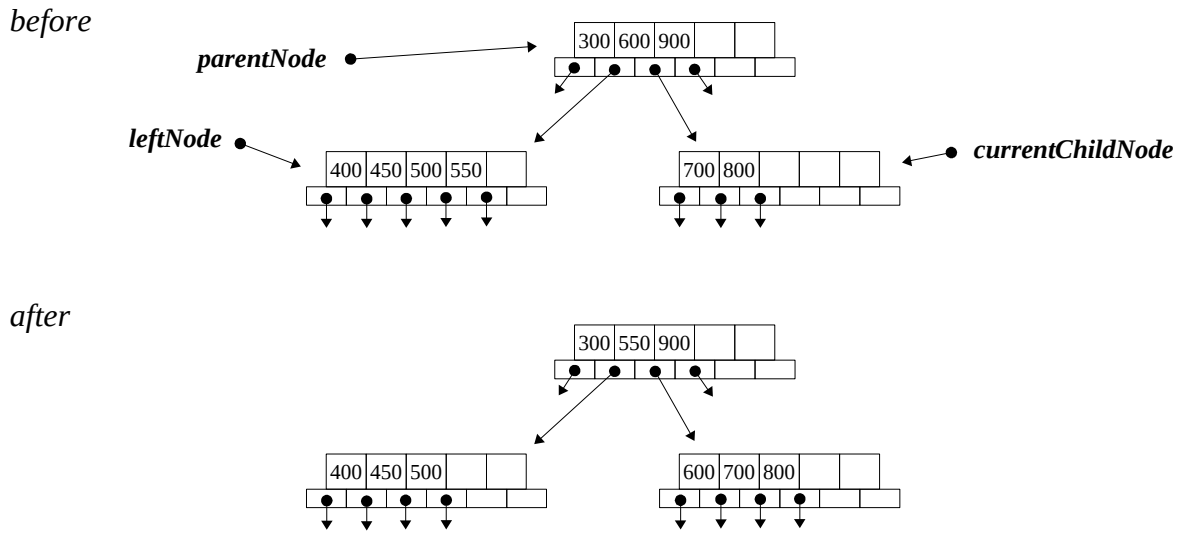 before
300 600 900
parentNode
leftNode
currentChildNode
400 450 500 550
700 800
after
300 550 900
400 450 500
600 700 800